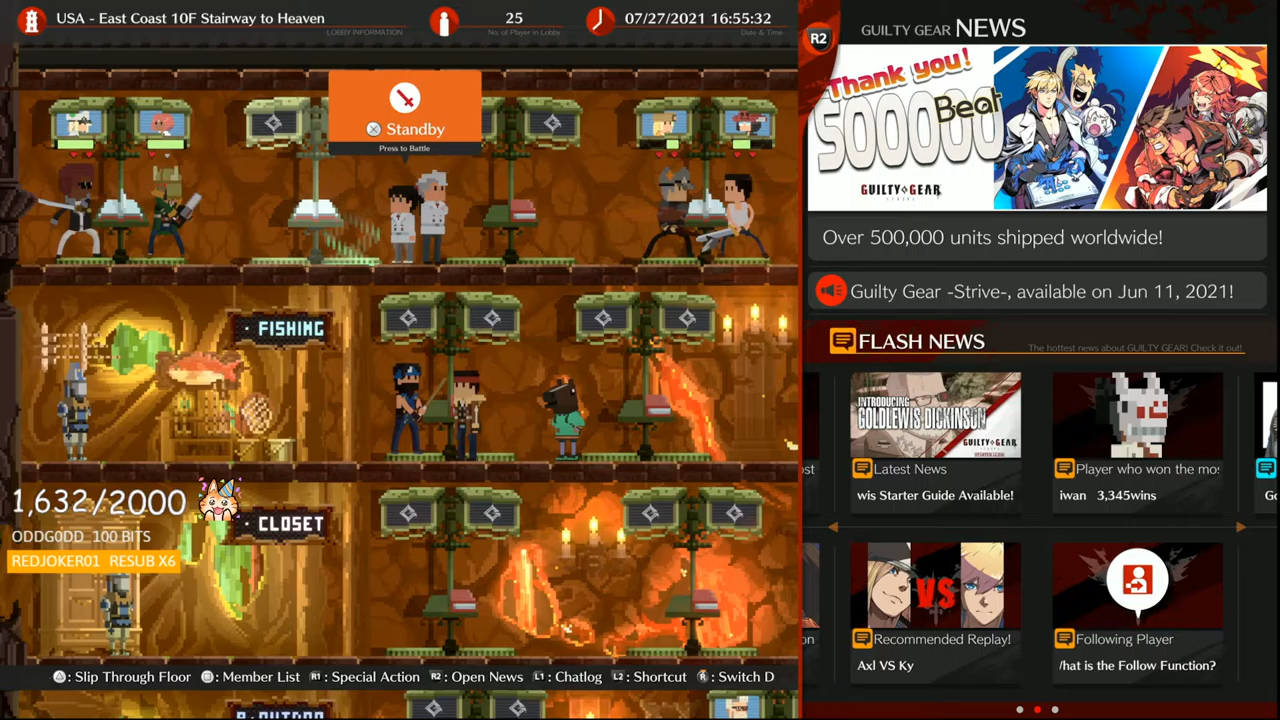 USA - East Coast 10F Stairway to Heaven
LOBBY INFORMATION
25
No. of Player in Lobby
07/27/2021 16:55:32
Date & Time
Standby
Press to Battle
FISHING
1,632/2000
ODDG0DD 100 BITS
REDJOKER01 RESUB X6
CLOSET
: Slip Through Floor
: Member List
R1 : Special Action
R2 : Open News
L1 : Chatlog
L2 : Shortcut
R : Switch D
R2
GUILTY GEAR NEWS
Thank you!
500000
Beat
GUILTY GEAR
Over 500,000 units shipped worldwide!
Guilty Gear -Strive-, available on Jun 11, 2021!
FLASH NEWS
The hottest news about GUILTY GEAR! Check it out!
INTRODUCING
GOLDLEWIS DICKINSON
GUILTY GEAR
ost
Latest News
wis Starter Guide Available!
Player who won the mos
iwan 3,345wins
VS
Recommended Replay!
Axl VS Ky
Following Player
/hat is the Follow Function?